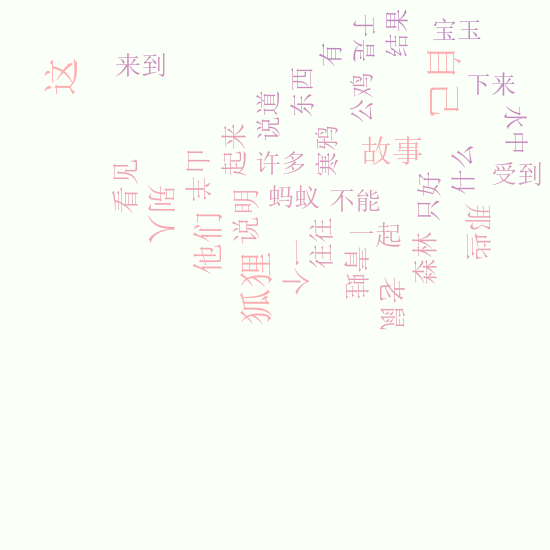 这
来到
看见
别人
山羊
他们
起来
说明
狐狸
说道
许多
蚂蚁
一个
东西
寒鸦
往往
有
不能
于是
公鸡
一起
青蛙
老鼠
结果
故事
自己
只好
森林
宝玉
什么
那些
下来
水中
受到